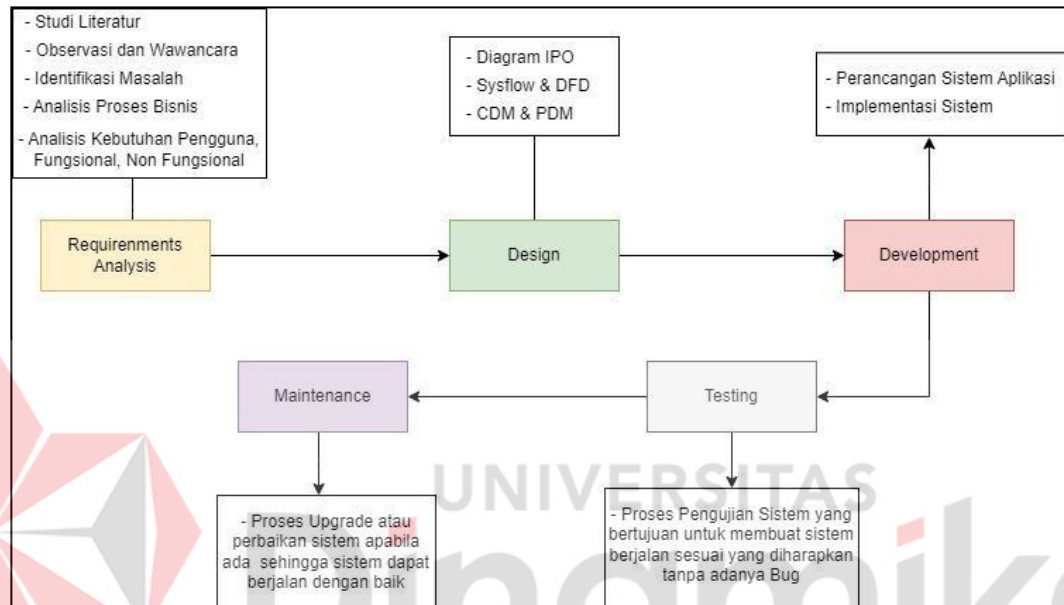 - Studi Literatur
- Observasi dan Wawancara
- Identifikasi Masalah
- Analisis Proses Bisnis
- Analisis Kebutuhan Pengguna,
Fungsional, Non Fungsional
- Diagram IPO
- Sysflow & DFD
- CDM & PDM
- Perancangan Sistem Aplikasi
- Implementasi Sistem
Requirenments
Analysis
Design
Development
Maintenance
Testing
- Proses Upgrade atau
perbaikan sistem apabila
ada sehingga sistem dapat
berjalan dengan baik
- Proses Pengujian Sistem yang
bertujuan untuk membuat sistem
berjalan sesuai yang diharapkan
tanpa adanya Bug
UNIVERSITAS